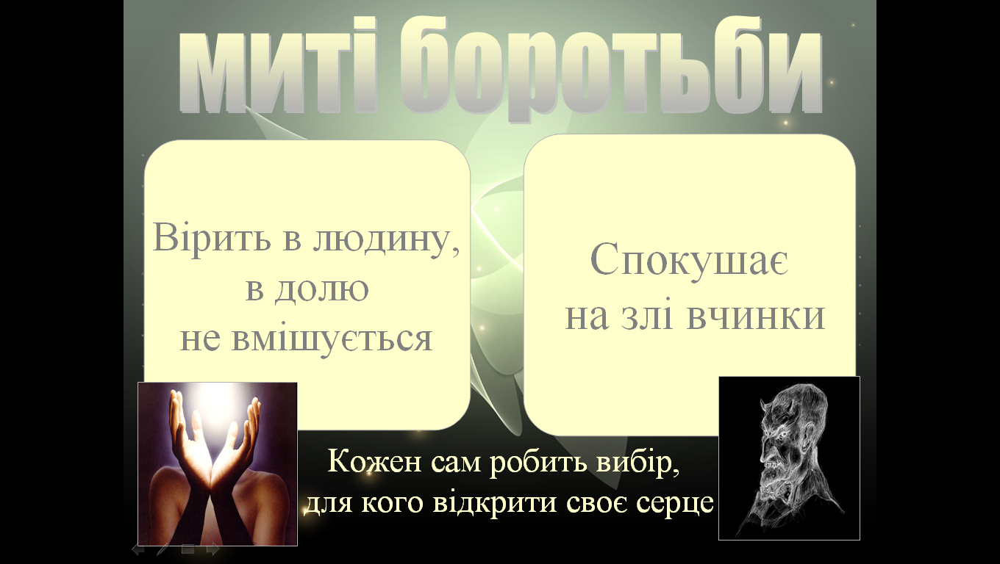 миті боротьби
Вірить в людину,
в долю
не вмішується
Спокушає
на злі вчинки
Кожен сам робить вибір,
для кого відкрити своє серце